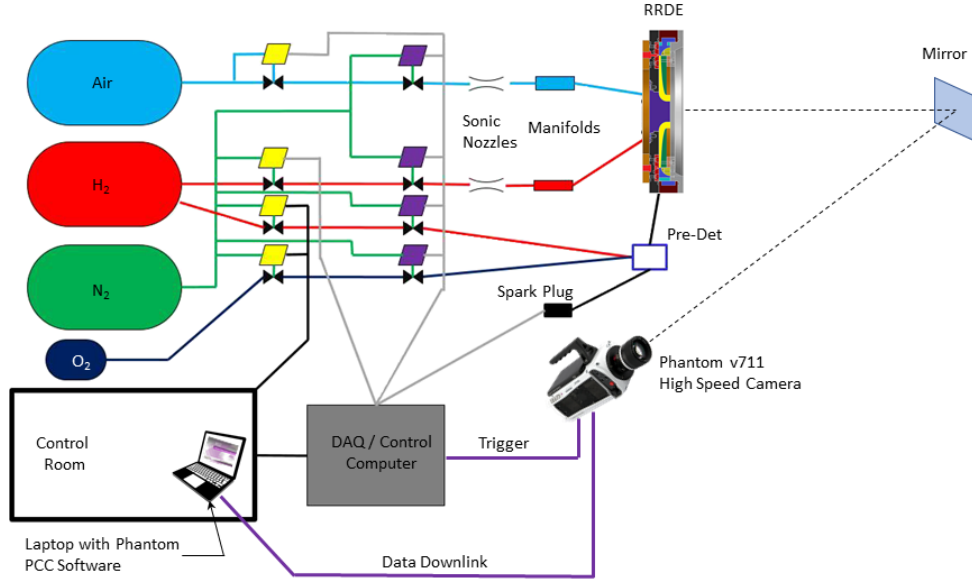 RRDE
Mirror
Air
Sonic
Nozzles
Manifolds
H2
Pre-Det
N2
Spark Plug
O2
Phantom v711
High Speed Camera
Control
Room
DAQ / Control
Computer
Trigger
Laptop with Phantom
PCC Software
Data Downlink